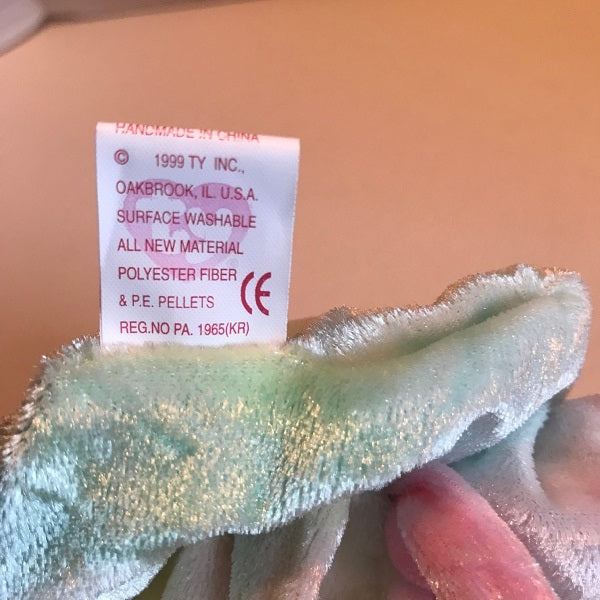 HANDMADE IN CHINA
© 1999 TY INC.,
OAKBROOK, IL. U.S.A.
SURFACE WASHABLE
ALL NEW MATERIAL
POLYESTER FIBER
& P.E. PELLETS CE
REG.NO PA. 1965(KR)
ty